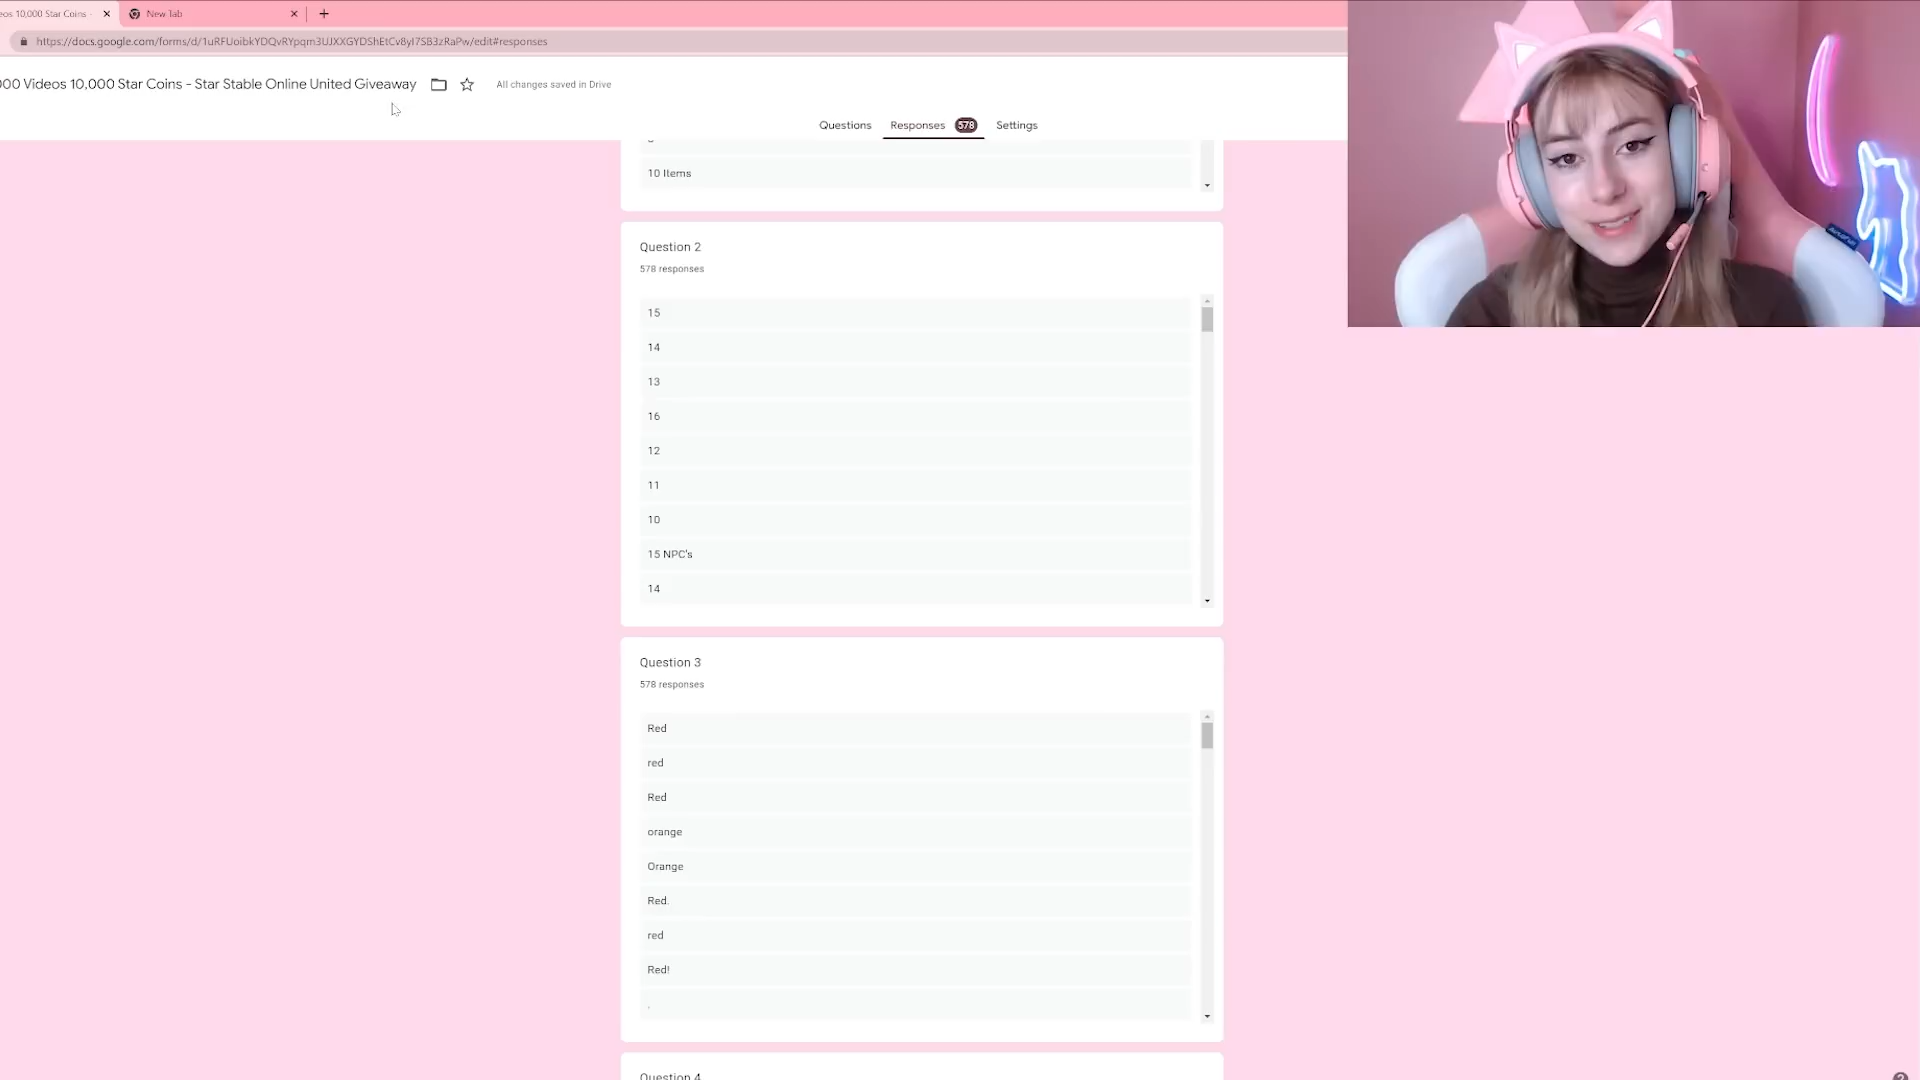 eos 10,000 Star Coins -
New Tab
https://docs.google.com/forms/d/1uRFUoibkYDQvRYpqm3UJXXGYDShEtCv8yI7SB3zRaPw/edit#responses
000 Videos 10,000 Star Coins - Star Stable Online United Giveaway
All changes saved in Drive
Questions Responses 578 Settings
10 Items
Question 2
578 responses
15
14
13
16
12
11
10
15 NPC's
14
Question 3
578 responses
Red
red
Red
orange
Orange
Red.
red
Red!
.
Question 4